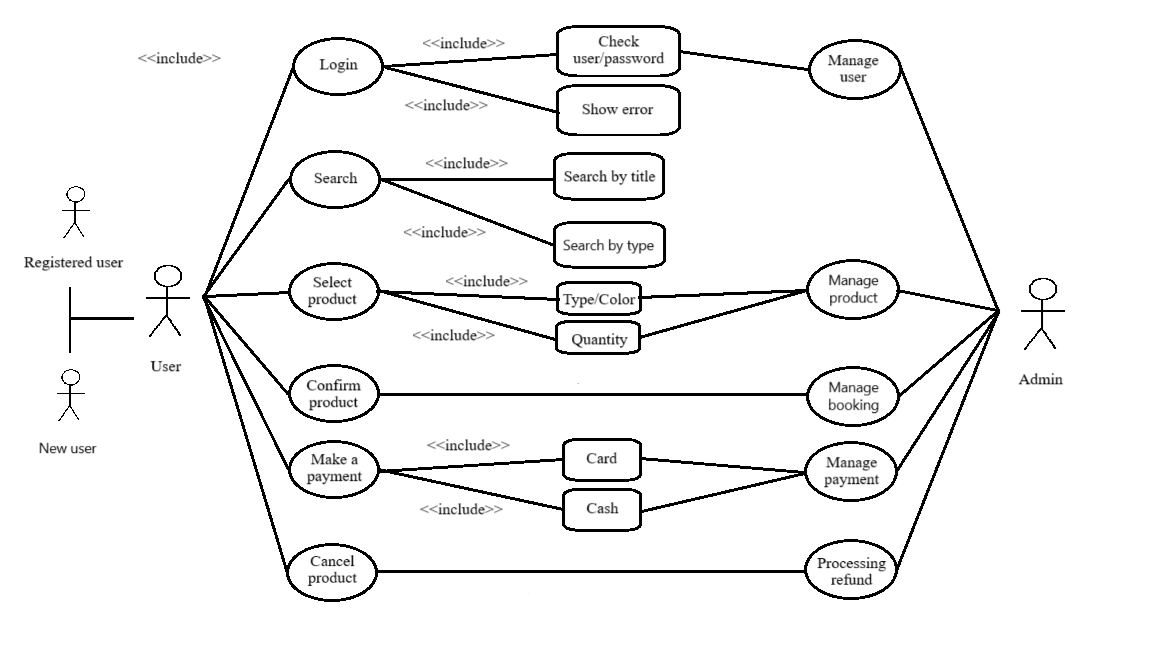 <<include>>
Login
<<include>>
<<include>>
Check
user/password
Show error
Manage
user
Search
<<include>>
<<include>>
Search by title
Search by type
Registered user
User
New user
Select
product
<<include>>
<<include>>
Type/Color
Quantity
Manage
product
Admin
Confirm
product
Manage
booking
Make a
payment
<<include>>
<<include>>
Card
Cash
Manage
payment
Cancel
product
Processing
refund